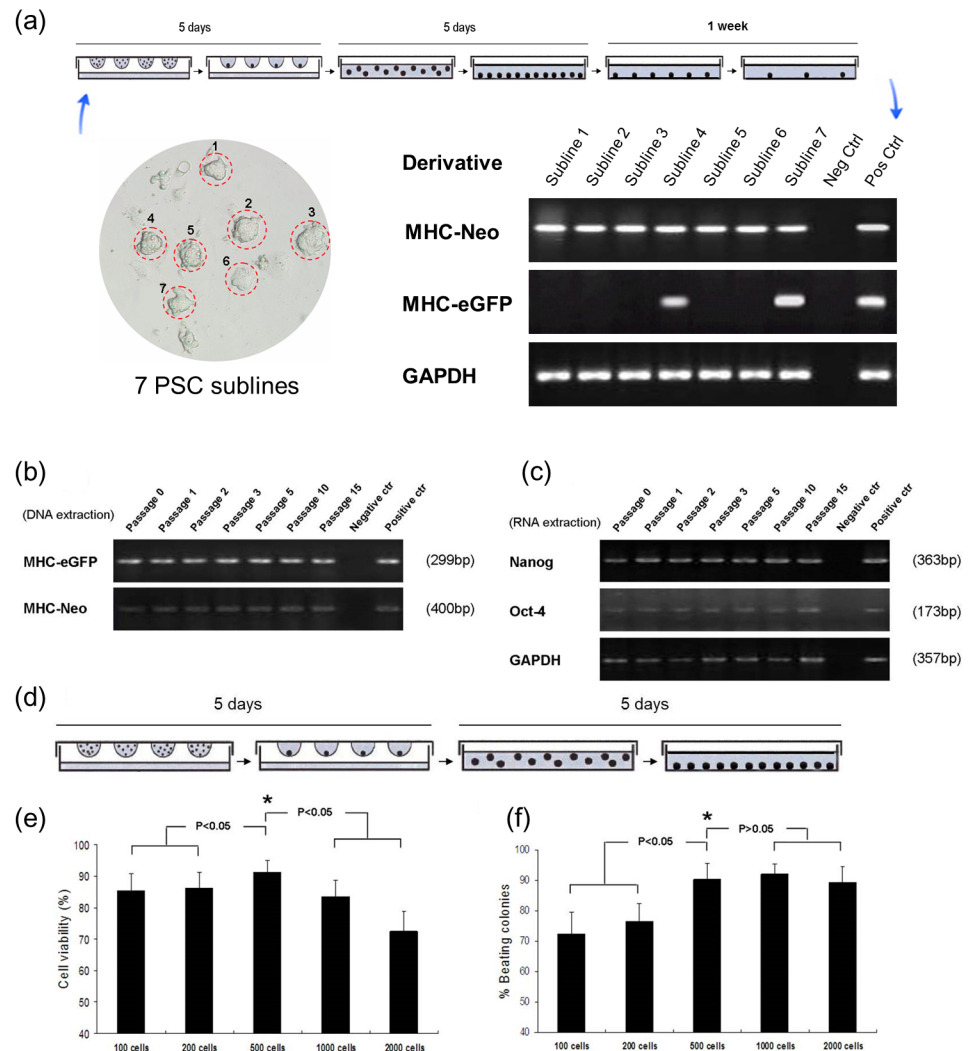 (a)
5 days
5 days
1 week
1
2
3
4
5
6
7
7 PSC sublines
Derivative
Subline 1
Subline 2
Subline 3
Subline 4
Subline 5
Subline 6
Subline 7
Neg Ctrl
Pos Ctrl
MHC-Neo
MHC-eGFP
GAPDH
(b)
(DNA extraction)
Passage 0
Passage 1
Passage 2
Passage 3
Passage 5
Passage 10
Passage 15
Negative ctr
Positive ctr
MHC-eGFP
(299bp)
MHC-Neo
(400bp)
(c)
(RNA extraction)
Passage 0
Passage 1
Passage 2
Passage 3
Passage 5
Passage 10
Passage 15
Negative ctr
Positive ctr
Nanog
(363bp)
Oct-4
(173bp)
GAPDH
(357bp)
(d)
5 days
5 days
(e)
*
P<0.05
P<0.05
Cell viability (%)
100
90
80
70
60
50
40
100 cells
200 cells
500 cells
1000 cells
2000 cells
(f)
*
P<0.05
P>0.05
% Beating colonies
100
90
80
70
60
50
40
100 cells
200 cells
500 cells
1000 cells
2000 cells